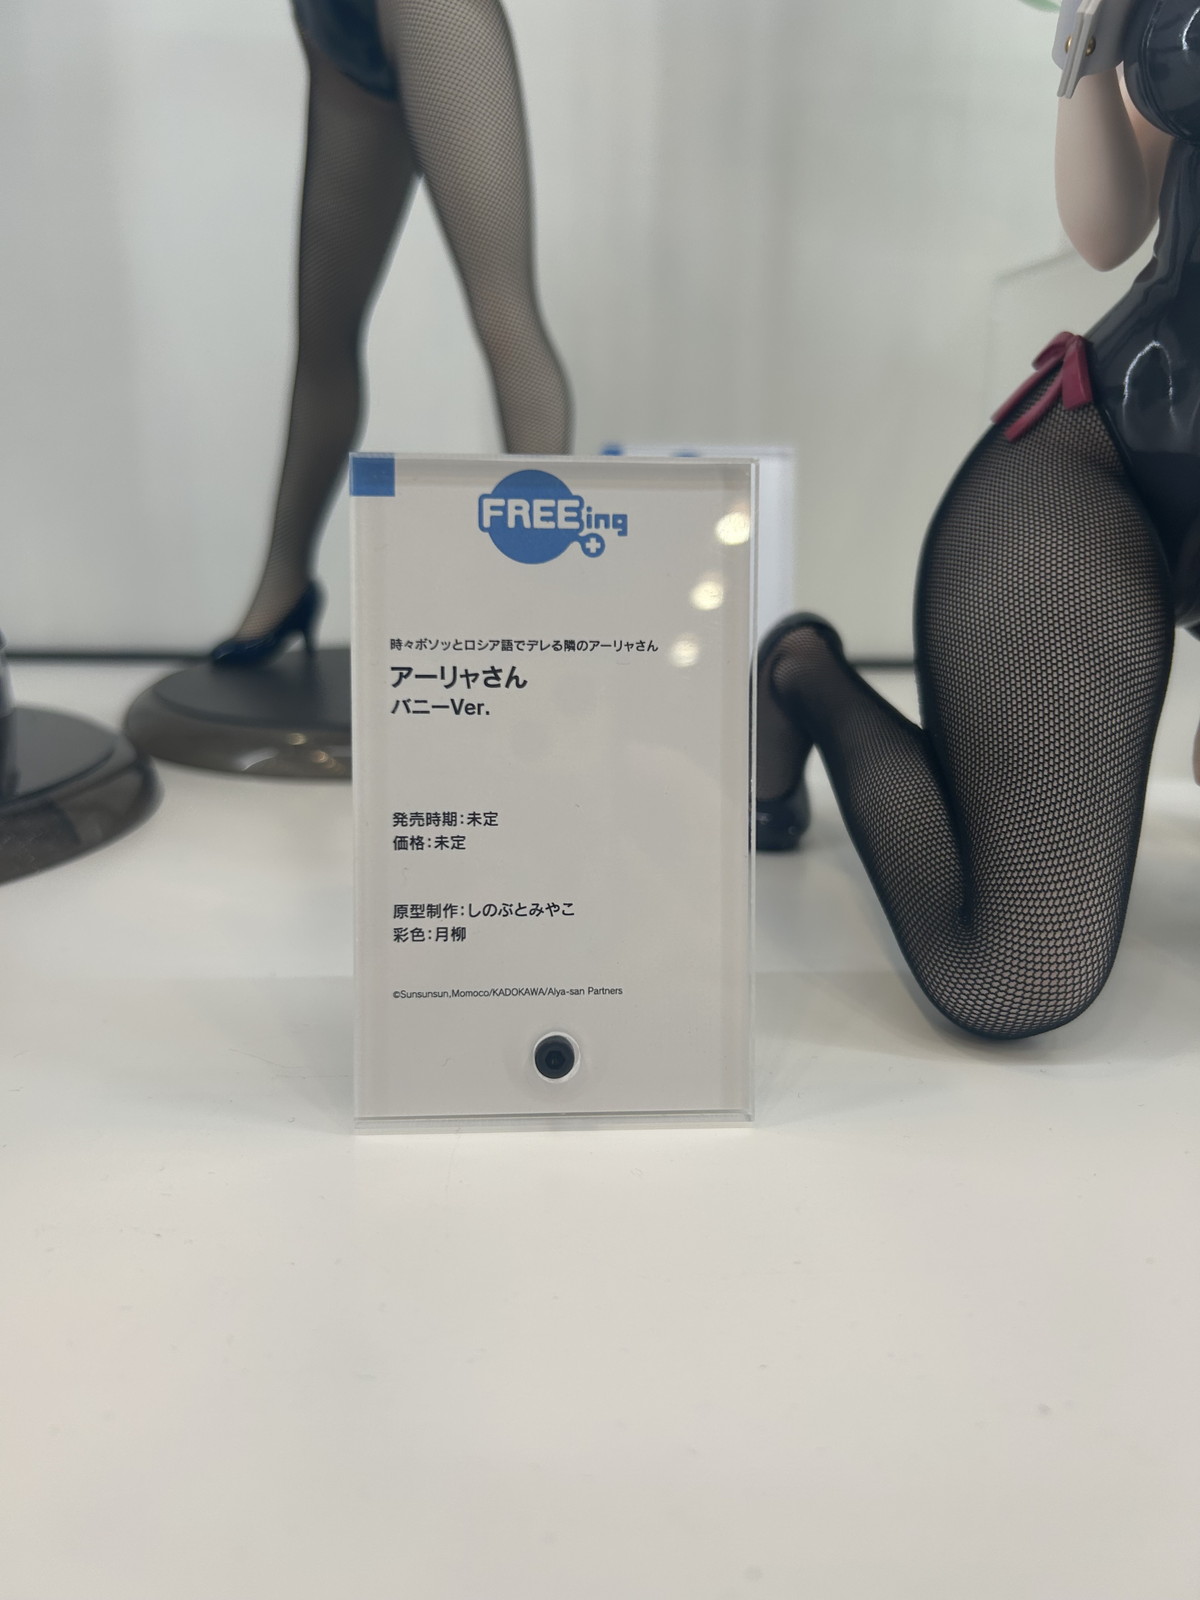 FREEing
時々ボソッとロシア語でデレる隣のアーリャさん
アーリャさん
バニーVer.
発売時期：未定
価格：未定
原型制作：しのぶとみやこ
彩色：月柳
©Sunsunsun,Momoco/KADOKAWA/Alya-san Partners